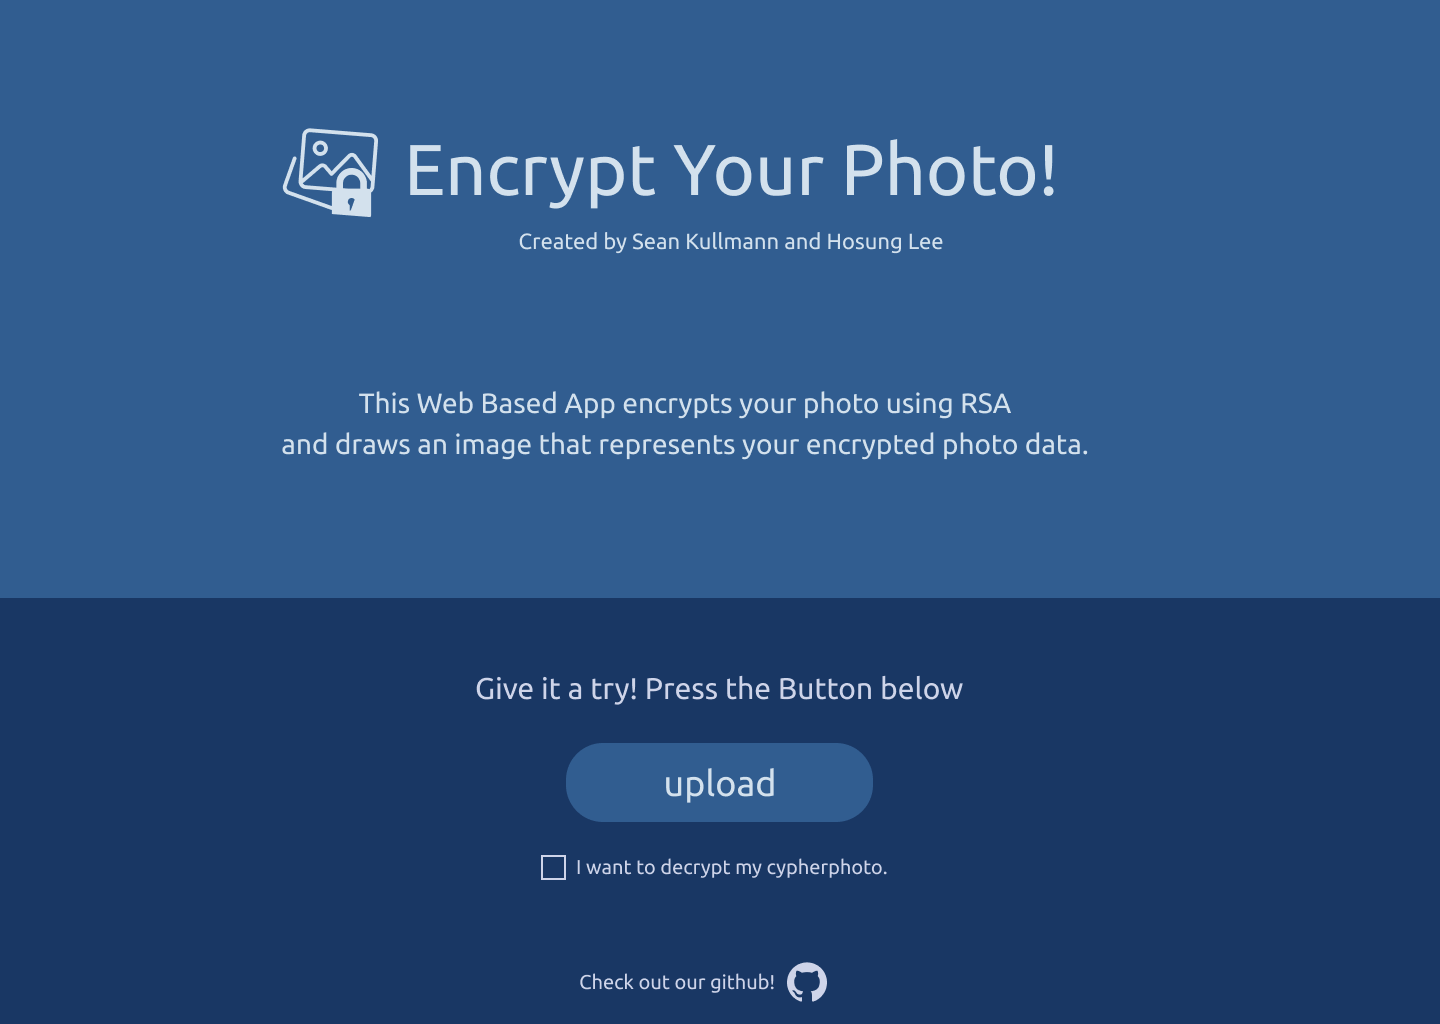 Encrypt Your Photo!
Created by Sean Kullmann and Hosung Lee
This Web Based App encrypts your photo using RSA
and draws an image that represents your encrypted photo data.
Give it a try! Press the Button below
upload
I want to decrypt my cypherphoto.
Check out our github!